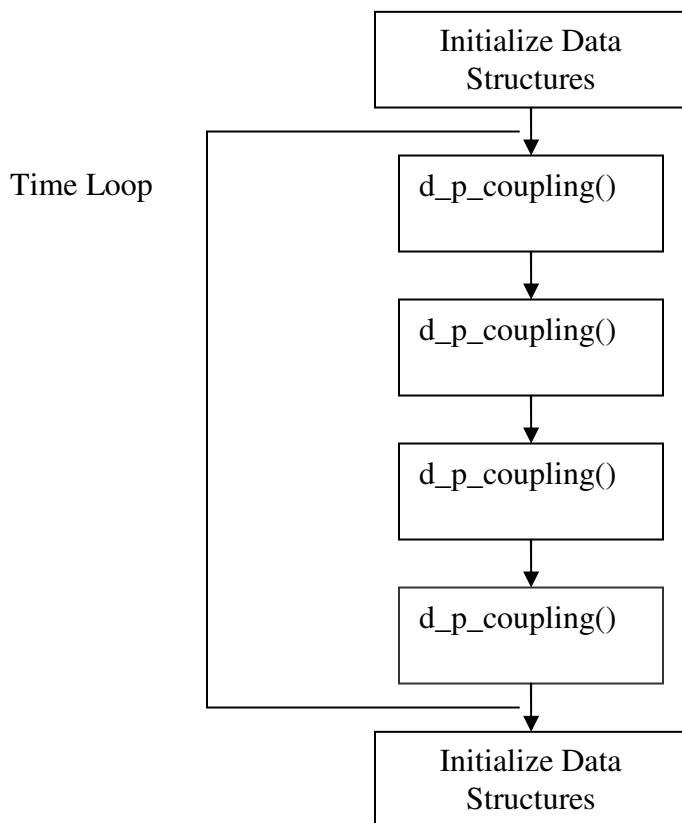 Initialize Data
Structures
Time Loop
d_p_coupling()
d_p_coupling()
d_p_coupling()
d_p_coupling()
Initialize Data
Structures